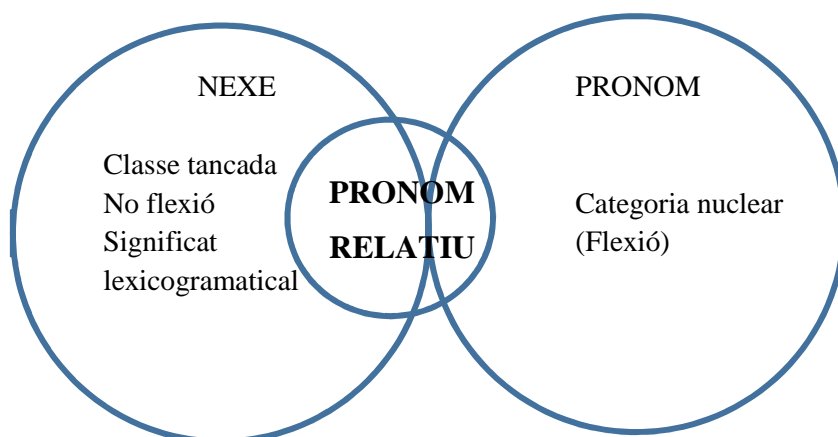 NEXE
Classe tancada
No flexió
Significat
lexicogramatical
PRONOM
RELATIU
PRONOM
Categoria nuclear
(Flexió)